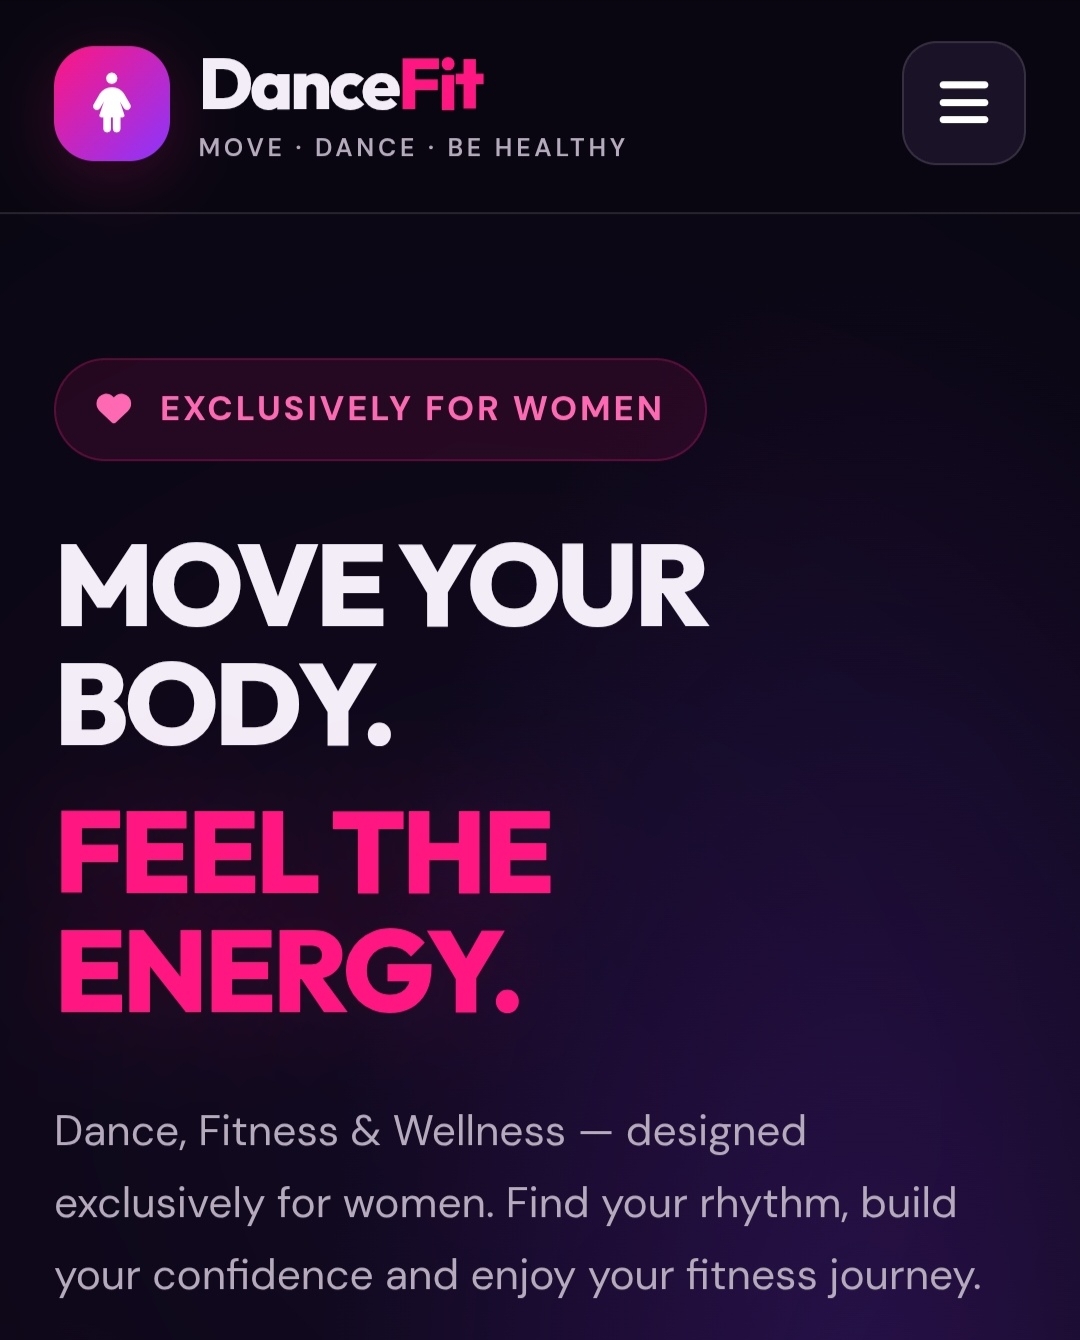 DanceFit
MOVE · DANCE · BE HEALTHY
EXCLUSIVELY FOR WOMEN
MOVE YOUR
BODY.
FEEL THE
ENERGY.
Dance, Fitness & Wellness — designed
exclusively for women. Find your rhythm, build
your confidence and enjoy your fitness journey.